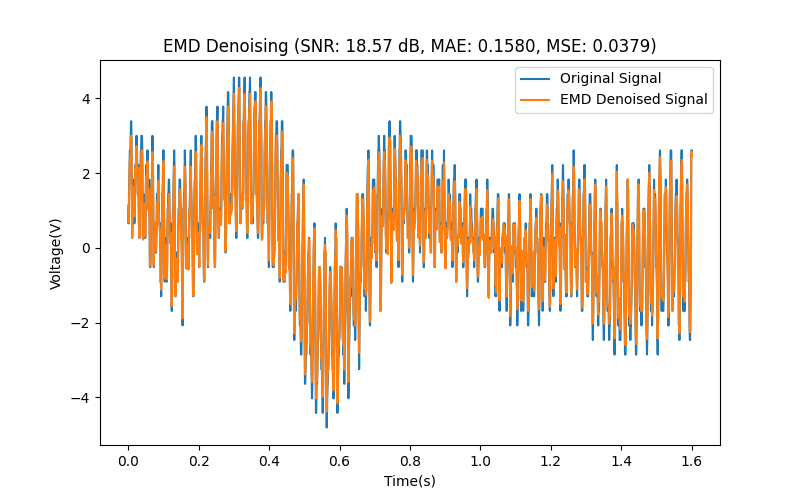 EMD Denoising (SNR: 18.57 dB, MAE: 0.1580, MSE: 0.0379)
Original Signal
EMD Denoised Signal
Voltage(V)
4
2
0
−2
−4
0.0 0.2 0.4 0.6 0.8 1.0 1.2 1.4 1.6
Time(s)